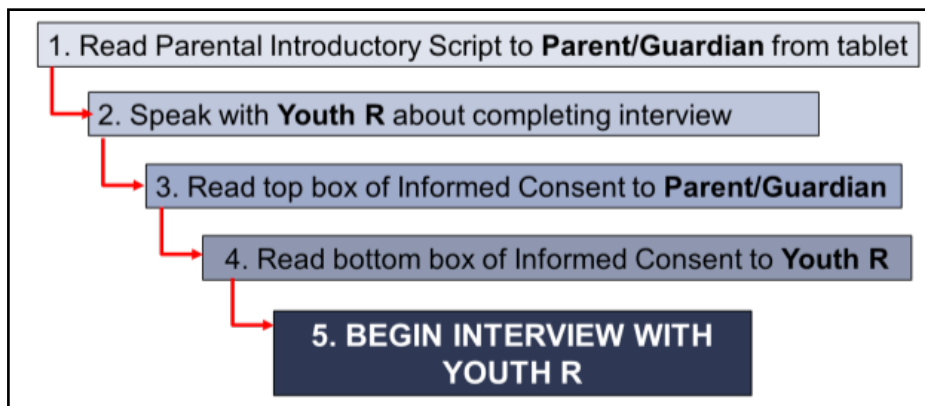 1. Read Parental Introductory Script to Parent/Guardian from tablet
2. Speak with Youth R about completing interview
3. Read top box of Informed Consent to Parent/Guardian
4. Read bottom box of Informed Consent to Youth R
5. BEGIN INTERVIEW WITH
YOUTH R